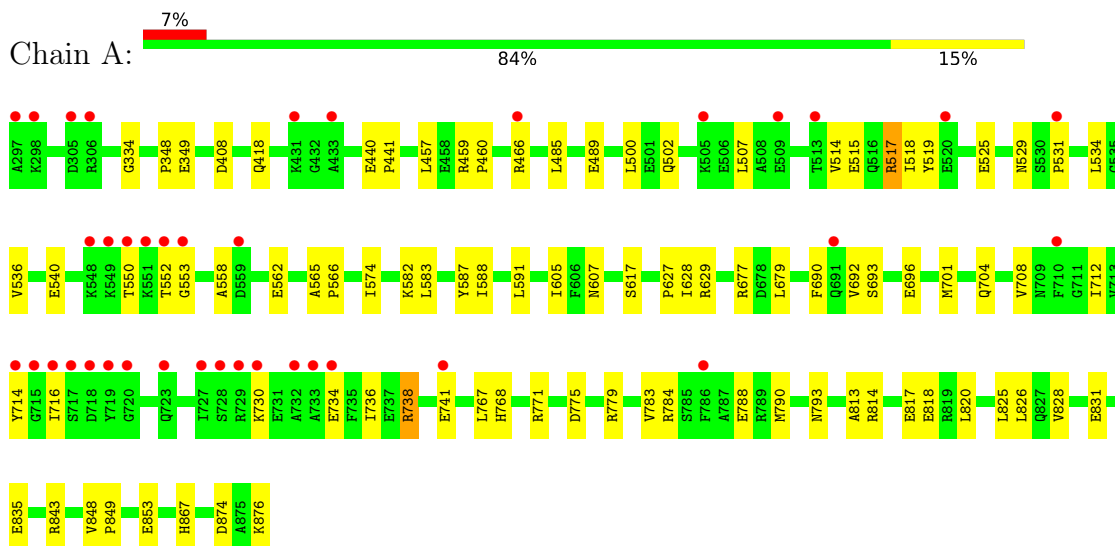 7%
Chain A:
84%
15%
A297 K298 D305 R306 G334 P348 E349 D408 Q418 K431 G432 A433 E440 P441 L457 E458 R459 P460 R466 L485 E489 L500 E501 Q502 K505 E506 L507 A508 E509 T513 V514 E515 Q516 R517 I518 Y519 E520 E525 N529 S530 P531 L534 G535
V536 E540 K548 K549 T550 K551 T552 G553 A558 D559 E562 A565 P566 I574 K582 L583 Y587 I588 L591 I605 F606 N607 S617 P627 I628 R629 R677 D678 L679 F690 Q691 V692 S693 E696 M701 Q704 V708 N709 F710 G711 I712 V713
Y714 G715 I716 S717 D718 Y719 G720 Q723 I727 S728 R729 K730 E731 A732 A733 E734 F735 I736 E737 R738 E741 L767 H768 R771 D775 R779 V783 R784 S785 F786 A787 E788 R789 M790 N793 A813 R814 E817 E818 R819 L820 L825 L826 Q827 V828 E831
E835 R843 V848 P849 E853 H867 D874 A875 K876